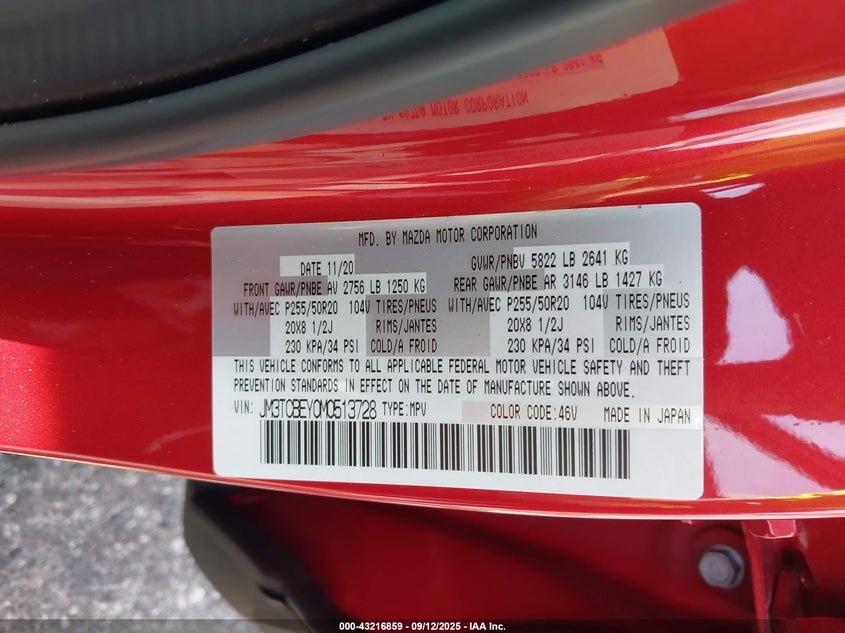 MFD. BY MAZDA MOTOR CORPORATION
DATE 11/20 GVWR/PNBV 5822 LB 2641 KG
FRONT GAWR/PNBE AV 2756 LB 1250 KG REAR GAWR/PNBE AR 3146 LB 1427 KG
WITH/AVEC P255/50R20 104V TIRES/PNEUS WITH/AVEC P255/50R20 104V TIRES/PNEUS
20X8 1/2J RIMS/JANTES 20X8 1/2J RIMS/JANTES
230 KPA/34 PSI COLD/A FROID 230 KPA/34 PSI COLD/A FROID
THIS VEHICLE CONFORMS TO ALL APPLICABLE FEDERAL MOTOR VEHICLE SAFETY AND THEFT
PREVENTION STANDARDS IN EFFECT ON THE DATE OF MANUFACTURE SHOWN ABOVE.
VIN: JM3TCBEY0M0513728 TYPE:MPV COLOR CODE:46V MADE IN JAPAN
000-43216859 - 09/12/2025 - IAA Inc.